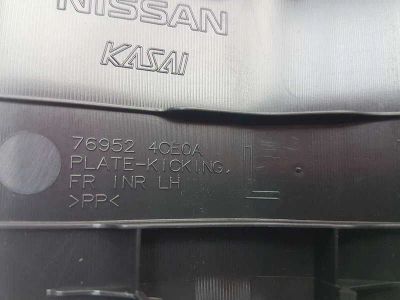 NISSAN
KASAI
76952 4CE0A
PLATE-KICKING,
FR INR LH
>PP<